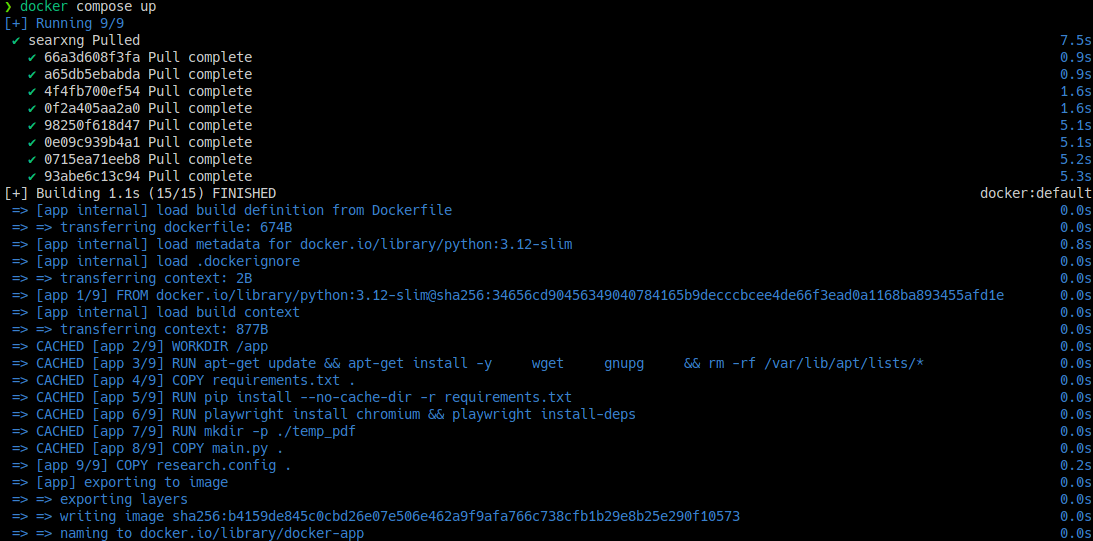 ❯ docker compose up
[+] Running 9/9
✔ searxng Pulled 7.5s
✔ 66a3d608f3fa Pull complete 0.9s
✔ a65db5ebabda Pull complete 0.9s
✔ 4f4fb700ef54 Pull complete 1.6s
✔ 0f2a405aa2a0 Pull complete 1.6s
✔ 98250f618d47 Pull complete 5.1s
✔ 0e09c939b4a1 Pull complete 5.1s
✔ 0715ea71eeb8 Pull complete 5.2s
✔ 93abe6c13c94 Pull complete 5.3s
[+] Building 1.1s (15/15) FINISHED docker:default
=> [app internal] load build definition from Dockerfile 0.0s
=> => transferring dockerfile: 674B 0.0s
=> [app internal] load metadata for docker.io/library/python:3.12-slim 0.8s
=> [app internal] load .dockerignore 0.0s
=> => transferring context: 2B 0.0s
=> [app 1/9] FROM docker.io/library/python:3.12-slim@sha256:34656cd90456349040784165b9decccbcee4de66f3ead0a1168ba893455afd1e 0.0s
=> [app internal] load build context 0.0s
=> => transferring context: 877B 0.0s
=> CACHED [app 2/9] WORKDIR /app 0.0s
=> CACHED [app 3/9] RUN apt-get update && apt-get install -y     wget     gnupg     && rm -rf /var/lib/apt/lists/* 0.0s
=> CACHED [app 4/9] COPY requirements.txt . 0.0s
=> CACHED [app 5/9] RUN pip install --no-cache-dir -r requirements.txt 0.0s
=> CACHED [app 6/9] RUN playwright install chromium && playwright install-deps 0.0s
=> CACHED [app 7/9] RUN mkdir -p ./temp_pdf 0.0s
=> CACHED [app 8/9] COPY main.py . 0.0s
=> [app 9/9] COPY research.config . 0.2s
=> [app] exporting to image 0.0s
=> => exporting layers 0.0s
=> => writing image sha256:b4159de845c0cbd26e07e506e462a9f9afa766c738cfb1b29e8b25e290f10573 0.0s
=> => naming to docker.io/library/docker-app 0.0s